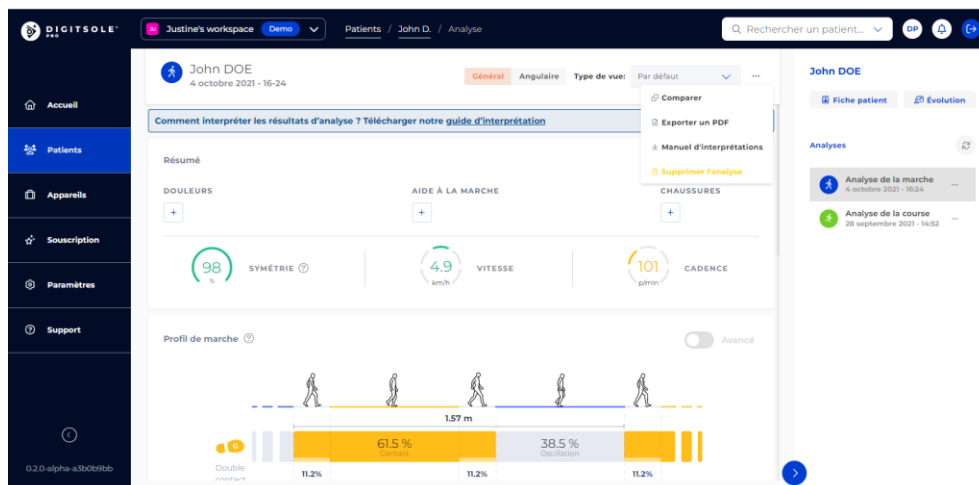 DIGITSOLE®
PRO
JU Justine's workspace Demo
Patients / John D. / Analyse
Rechercher un patient...
DP
Accueil
Patients
Appareils
Souscription
Paramètres
Support
0.2.0-alpha-a3b0b9bb
John DOE
4 octobre 2021 - 16-24
Général Angulaire Type de vue: Par défaut ...
Comparer
Exporter un PDF
Manuel d'interprétations
Supprimer l'analyse
Comment interpréter les résultats d'analyse ? Télécharger notre guide d'interprétation
Résumé
DOULEURS
+
AIDE À LA MARCHE
+
CHAUSSURES
+
98
%
SYMÉTRIE ?
4.9
km/h
VITESSE
101
p/min
CADENCE
Profil de marche ?
Avancé
1.57 m
G
61.5 %
Contact
38.5 %
Oscillation
Double
contact
11.2%
11.2%
11.2%
John DOE
Fiche patient
Évolution
Analyses
Analyse de la marche ...
4 octobre 2021 - 16:24
Analyse de la course ...
28 septembre 2021 - 14:52